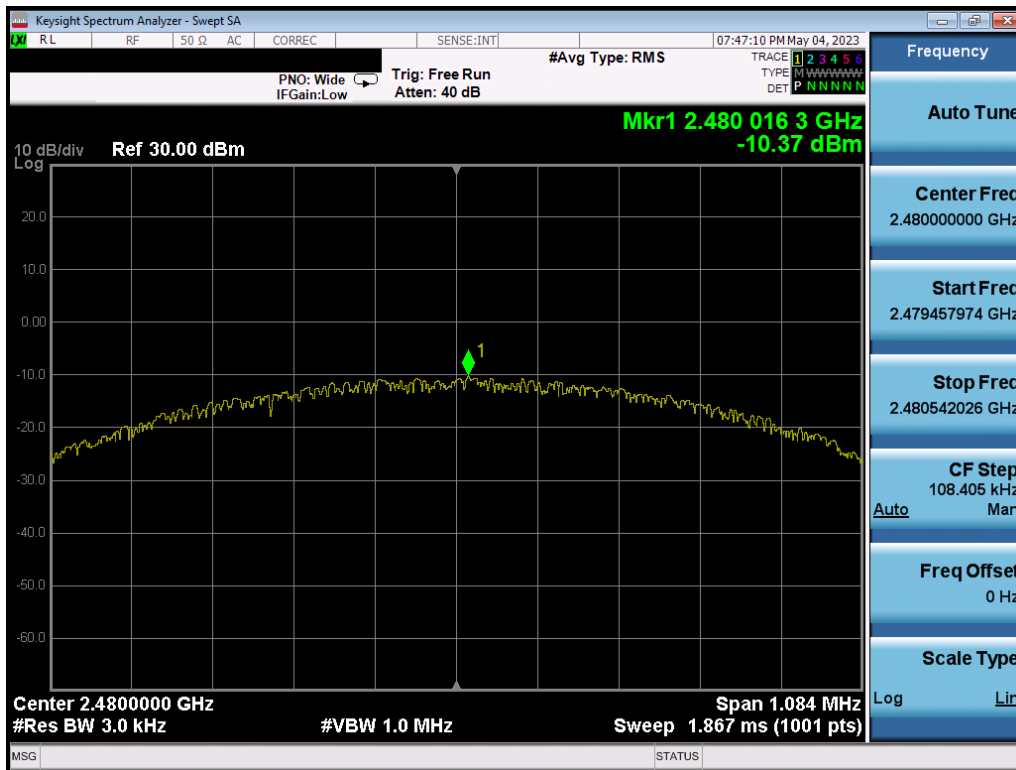 Keysight Spectrum Analyzer - Swept SA
LXI RL RF 50 Ω AC CORREC SENSE:INT 07:47:10 PM May 04, 2023
#Avg Type: RMS TRACE 1 2 3 4 5 6
PNO: Wide Trig: Free Run TYPE M W W W W W
IFGain:Low Atten: 40 dB DET P N N N N N
Mkr1 2.480 016 3 GHz
-10.37 dBm
10 dB/div Ref 30.00 dBm
Log
20.0
10.0
0.00
1
-10.0
-20.0
-30.0
-40.0
-50.0
-60.0
Center 2.4800000 GHz Span 1.084 MHz
#Res BW 3.0 kHz #VBW 1.0 MHz Sweep 1.867 ms (1001 pts)
MSG STATUS
Frequency
Auto Tune
Center Freq
2.480000000 GHz
Start Freq
2.479457974 GHz
Stop Freq
2.480542026 GHz
CF Step
108.405 kHz
Auto Man
Freq Offset
0 Hz
Scale Type
Log Lin